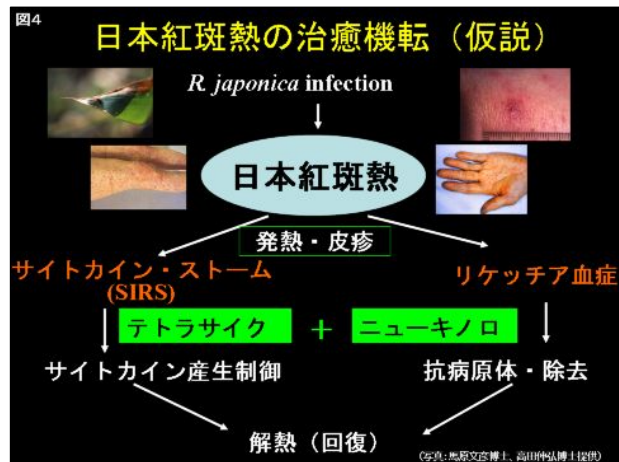 図4
日本紅斑熱の治癒機転（仮説）
R. japonica infection
日本紅斑熱
発熱・皮疹
サイトカイン・ストーム
(SIRS)
リケッチア血症
テトラサイク + ニューキノロ
サイトカイン産生制御
抗病原体・除去
解熱（回復）
（写真:馬原文彦博士、高田伸弘博士提供）